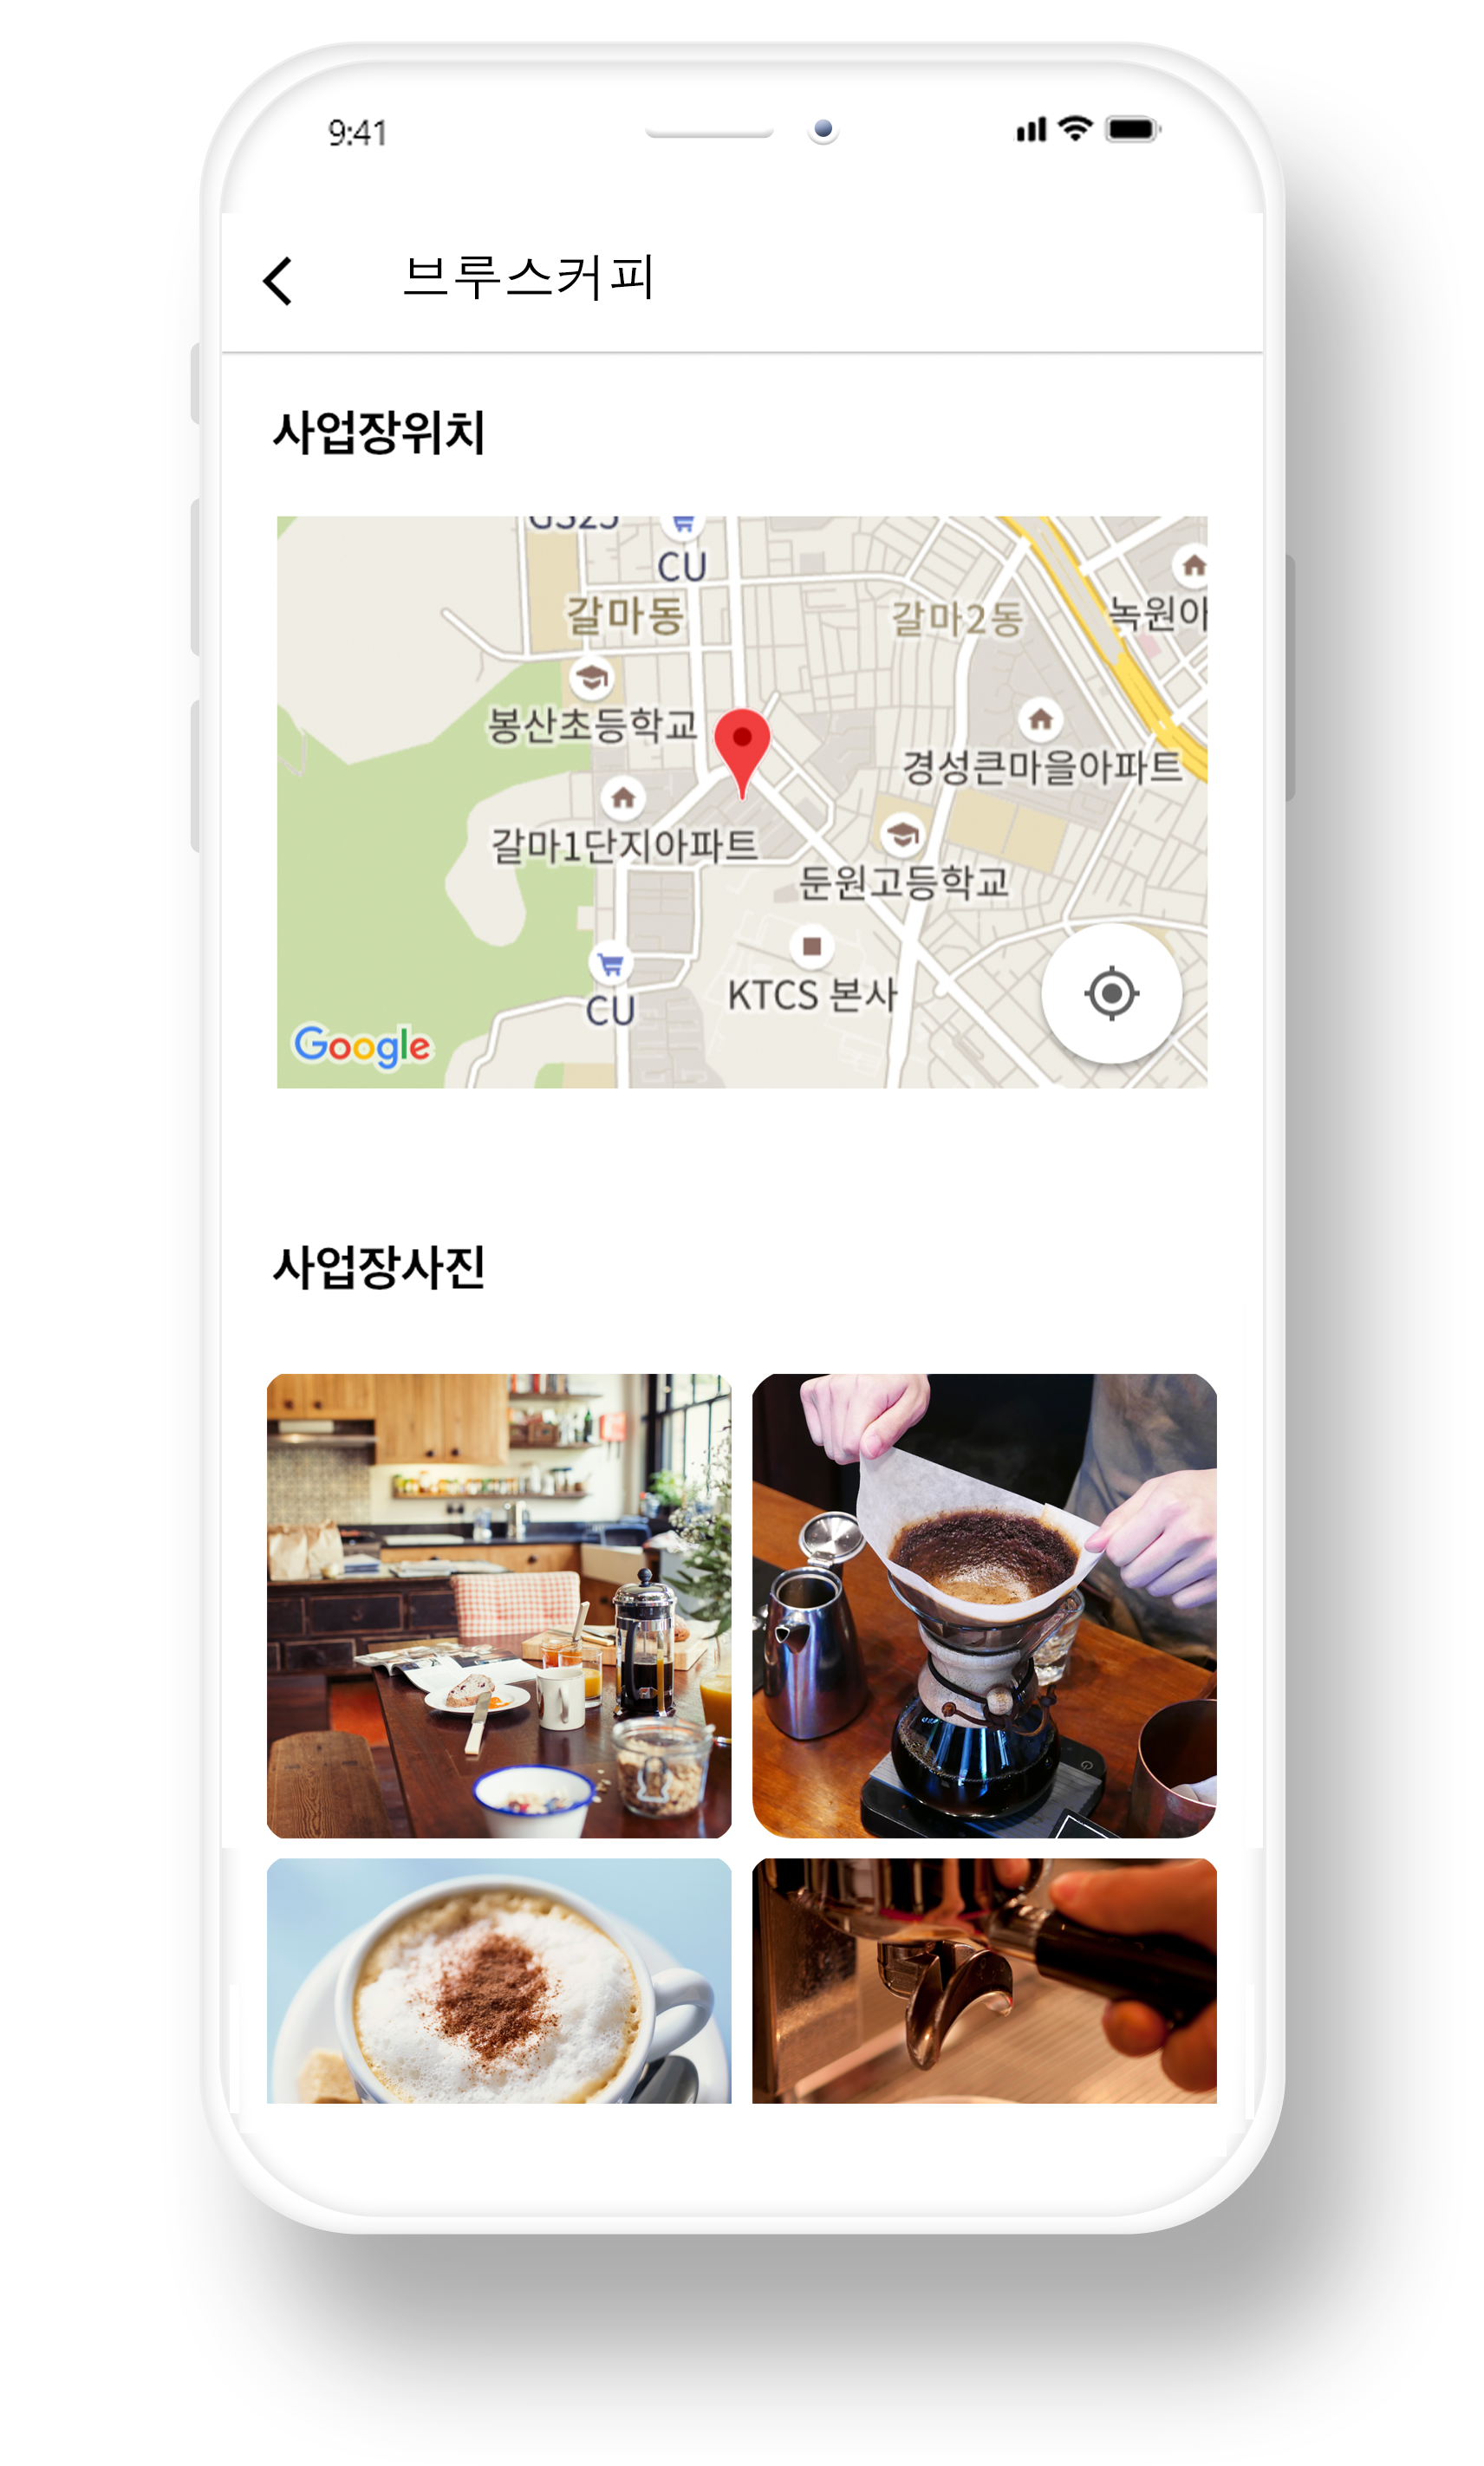 9:41
브루스커피
사업장위치
GS25
CU
갈마동
갈마2동
녹원아
봉산초등학교
경성큰마을아파트
갈마1단지아파트
둔원고등학교
KTCS 본사
CU
Google
사업장사진